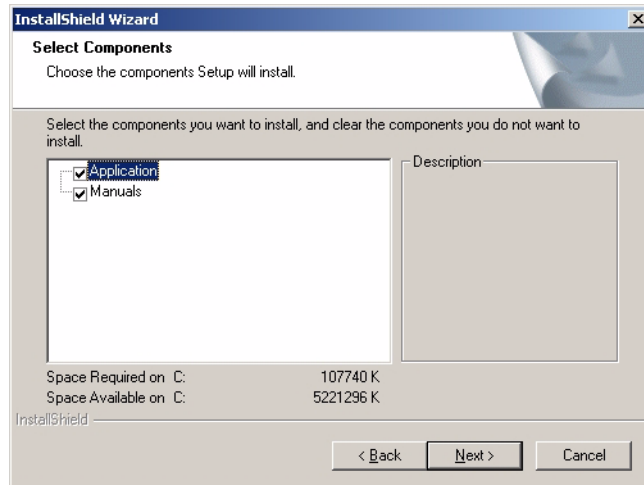 InstallShield Wizard
Select Components
Choose the components Setup will install.
Select the components you want to install, and clear the components you do not want to
install.
Application
Manuals
Description
Space Required on C: 107740 K
Space Available on C: 5221296 K
InstallShield
< Back Next > Cancel